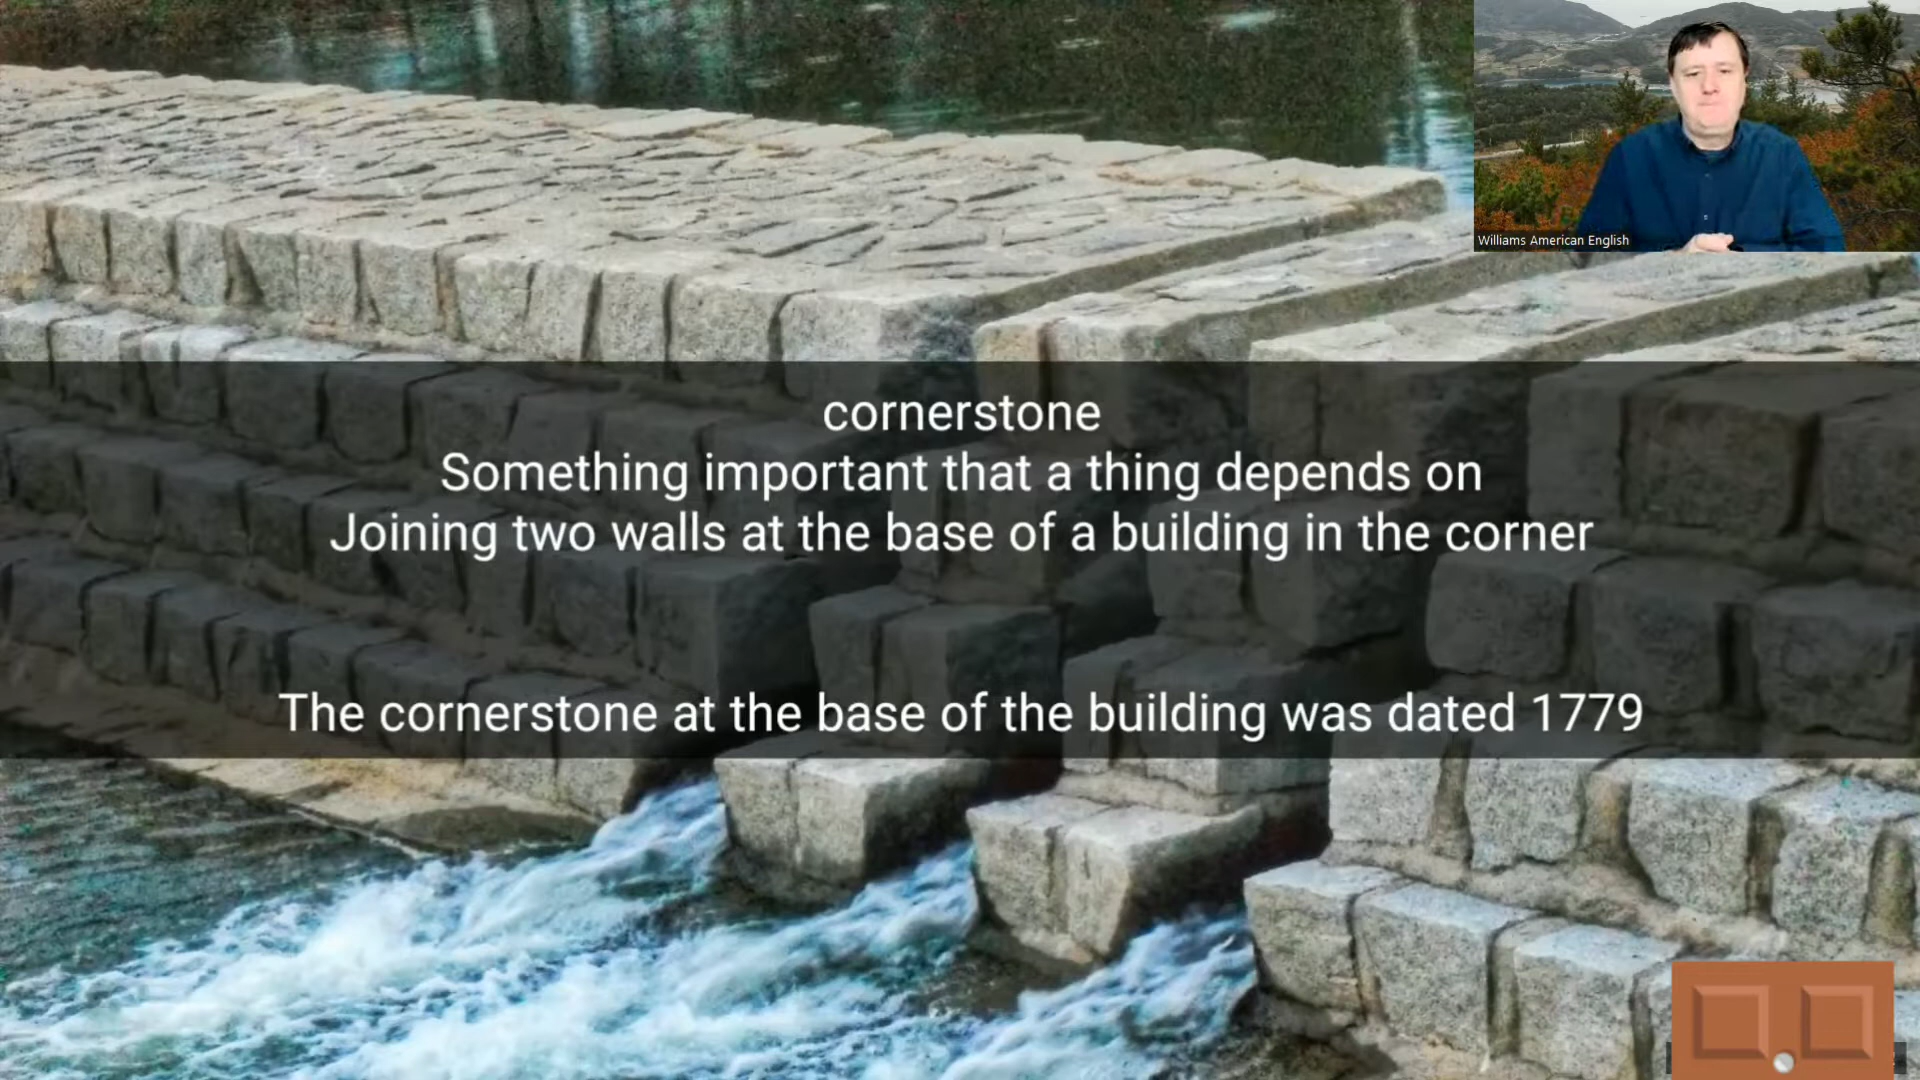 Williams American English
cornerstone
Something important that a thing depends on
Joining two walls at the base of a building in the corner
The cornerstone at the base of the building was dated 1779